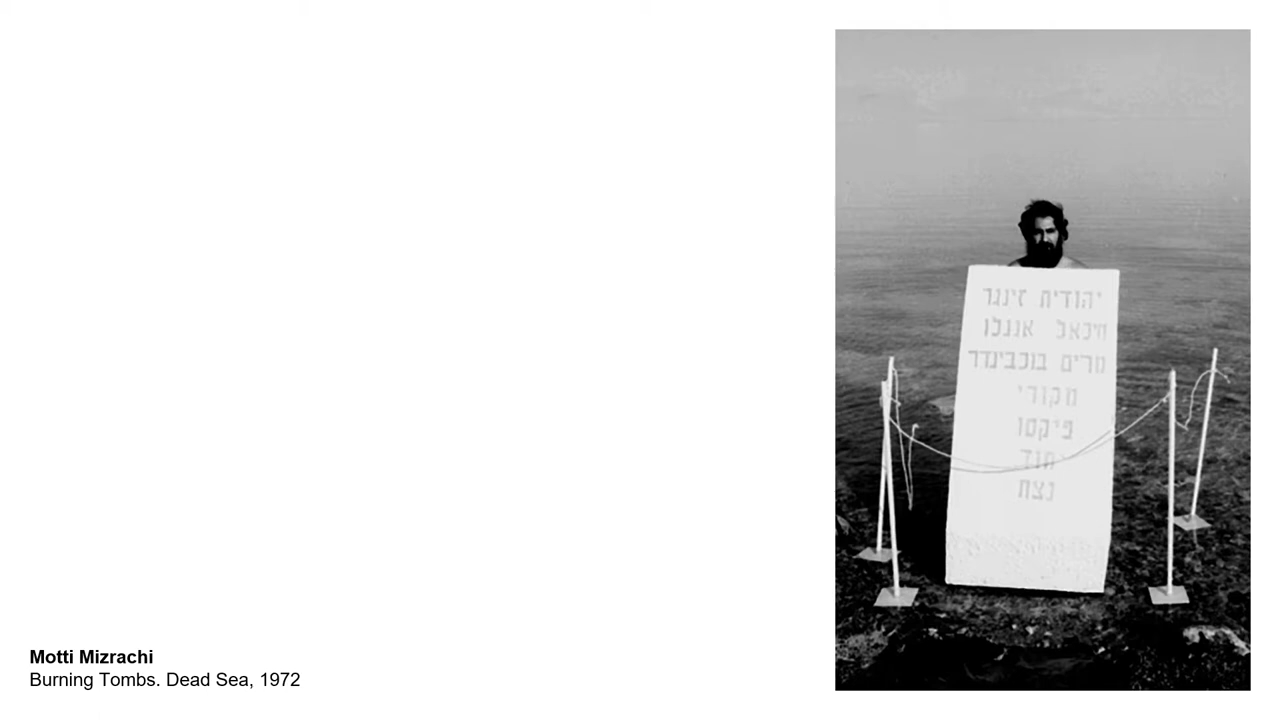 יהודית זינגר
מיכאל אנגלו
מרים בוכבינדר
מקורי
פיקסו
נצח
Motti Mizrachi
Burning Tombs. Dead Sea, 1972